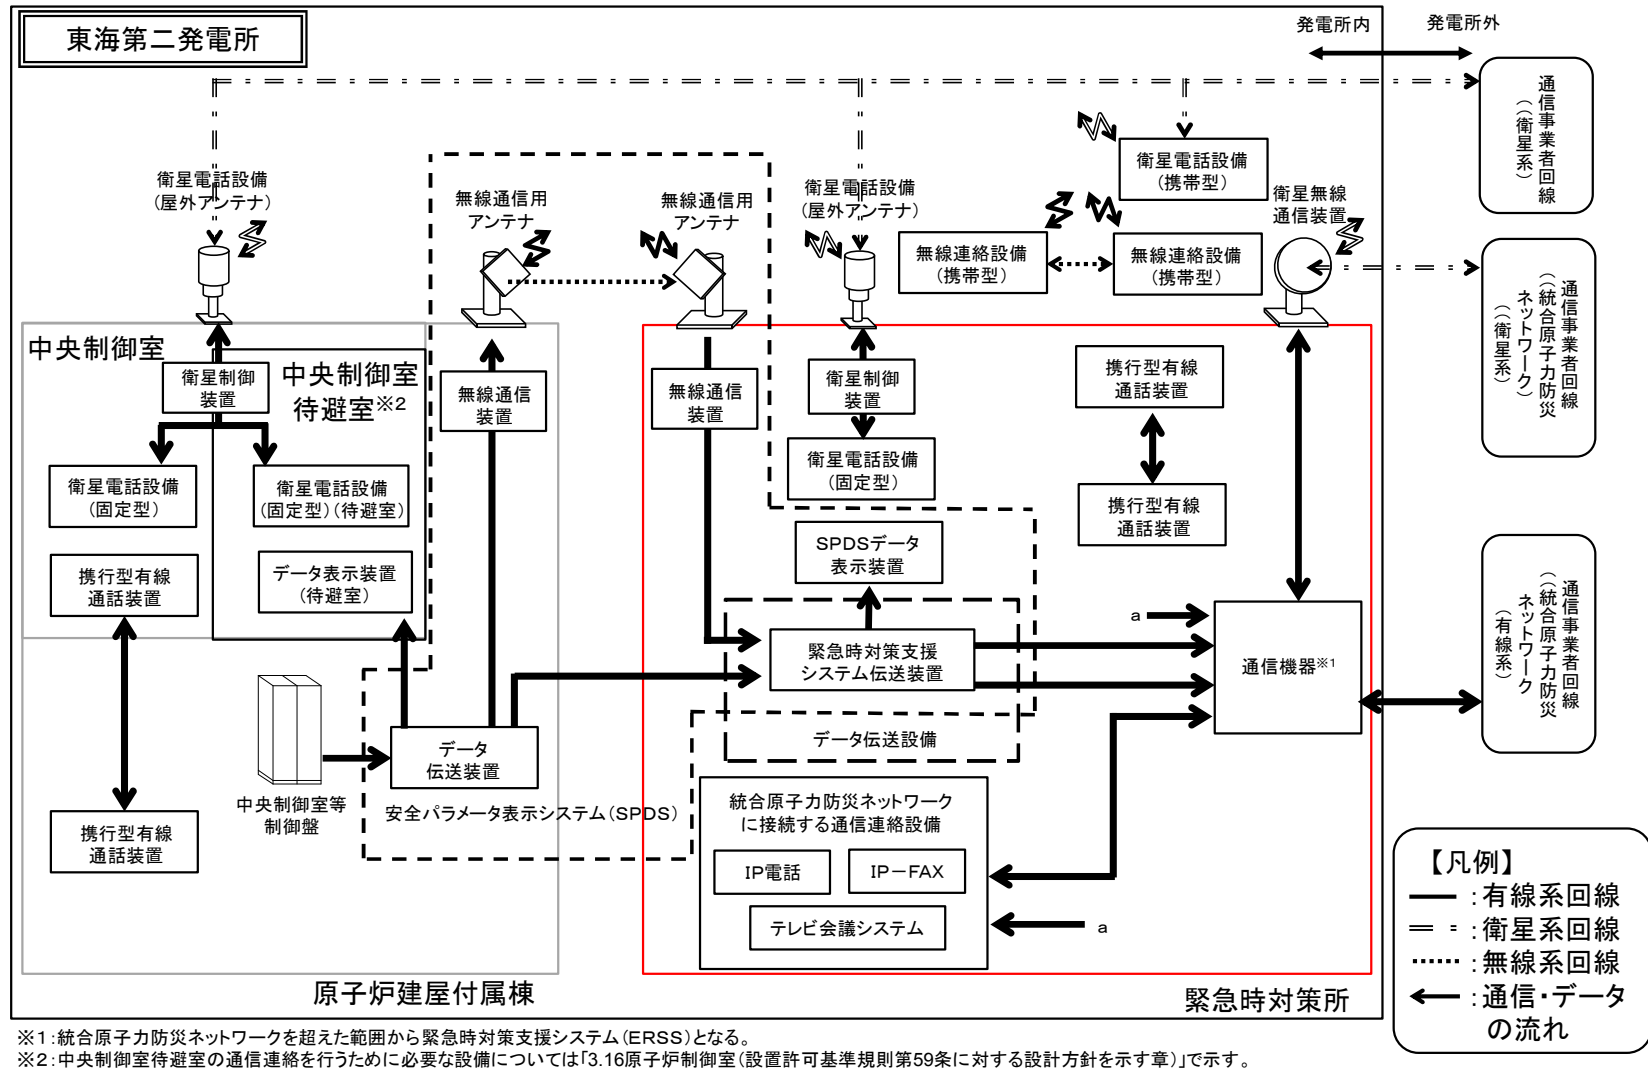 東海第二発電所
発電所内
発電所外
通信事業者回線
(（衛星系）
衛星電話設備
(携帯型)
衛星電話設備
(屋外アンテナ)
無線通信用
アンテナ
無線通信用
アンテナ
衛星電話設備
(屋外アンテナ)
衛星無線
通信装置
無線連絡設備
(携帯型)
無線連絡設備
(携帯型)
通信事業者回線
(（統合原子力防災
ネットワーク）
(（衛星系）
中央制御室
衛星制御
装置
中央制御室
待避室※2
無線通信
装置
無線通信
装置
衛星制御
装置
携行型有線
通話装置
衛星電話設備
(固定型)
衛星電話設備
(固定型)(待避室)
衛星電話設備
(固定型)
携行型有線
通話装置
SPDSデータ
表示装置
携行型有線
通話装置
データ表示装置
(待避室)
通信事業者回線
(（統合原子力防災
ネットワーク
(有線系）
a
緊急時対策支援
システム伝送装置
通信機器※1
データ
伝送装置
データ伝送設備
中央制御室等
制御盤
安全パラメータ表示システム(SPDS)
統合原子力防災ネットワーク
に接続する通信連絡設備
携行型有線
通話装置
IP電話
IP－FAX
テレビ会議システム
a
原子炉建屋付属棟
緊急時対策所
【凡例】
:有線系回線
:衛星系回線
:無線系回線
:通信・データ
の流れ
※1:統合原子力防災ネットワークを超えた範囲から緊急時対策支援システム(ERSS)となる。
※2:中央制御室待避室の通信連絡を行うために必要な設備については「3.16原子炉制御室(設置許可基準規則第59条に対する設計方針を示す章)」で示す。